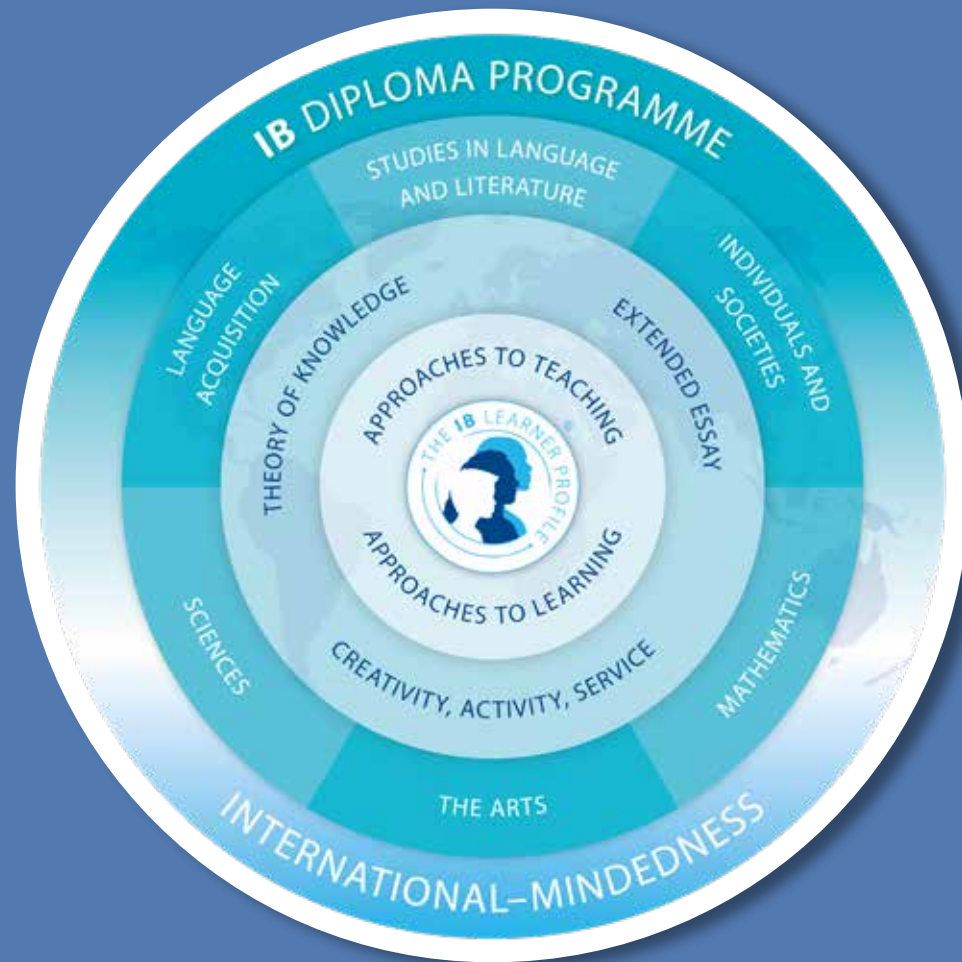 IB DIPLOMA PROGRAMME
STUDIES IN LANGUAGE
AND LITERATURE
LANGUAGE
ACQUISITION
INDIVIDUALS AND
SOCIETIES
THEORY OF KNOWLEDGE
EXTENDED ESSAY
APPROACHES TO TEACHING
THE IB LEARNER PROFILE
APPROACHES TO LEARNING
SCIENCES
MATHEMATICS
CREATIVITY, ACTIVITY, SERVICE
THE ARTS
INTERNATIONAL–MINDEDNESS